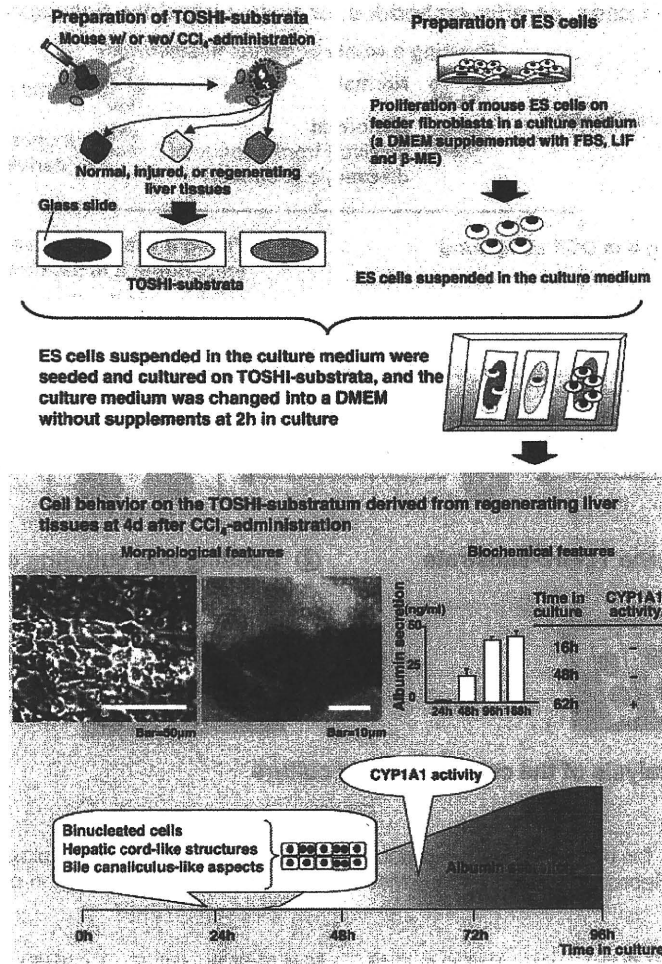 Preparation of TOSHI-substrata
Mouse w/ or wo/ CCl₄-administration
Normal, injured, or regenerating
liver tissues
Glass slide
TOSHI-substrata
Preparation of ES cells
Proliferation of mouse ES cells on
feeder fibroblasts in a culture medium
(a DMEM supplemented with FBS, LIF
and β-ME)
ES cells suspended in the culture medium
ES cells suspended in the culture medium were
seeded and cultured on TOSHI-substrata, and the
culture medium was changed into a DMEM
without supplements at 2h in culture
Cell behavior on the TOSHI-substratum derived from regenerating liver
tissues at 4d after CCl₄-administration
Morphological features
Bar=50μm
Bar=10μm
Biochemical features
Albumin secretion
(ng/ml)
50
25
0
24h 48h 96h 168h
Time in culture
CYP1A1 activity
16h -
48h -
62h +
CYP1A1 activity
Binucleated cells
Hepatic cord-like structures
Bile canaliculus-like aspects
Albumin
0h 24h 48h 72h 96h
Time in culture